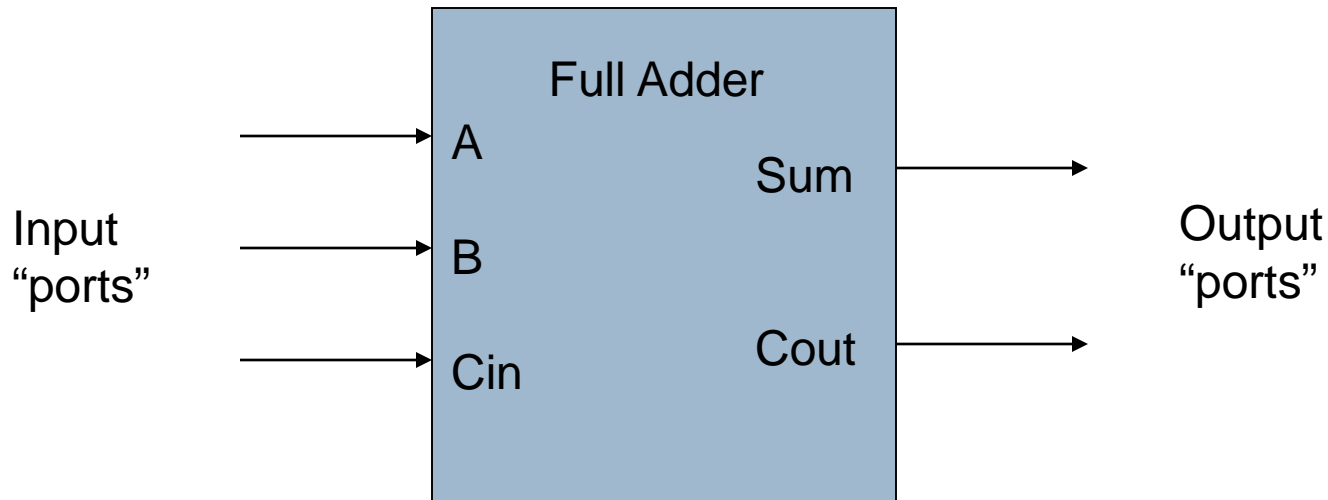 Full Adder
A
B
Cin
Sum
Cout
Input
“ports”
Output
“ports”